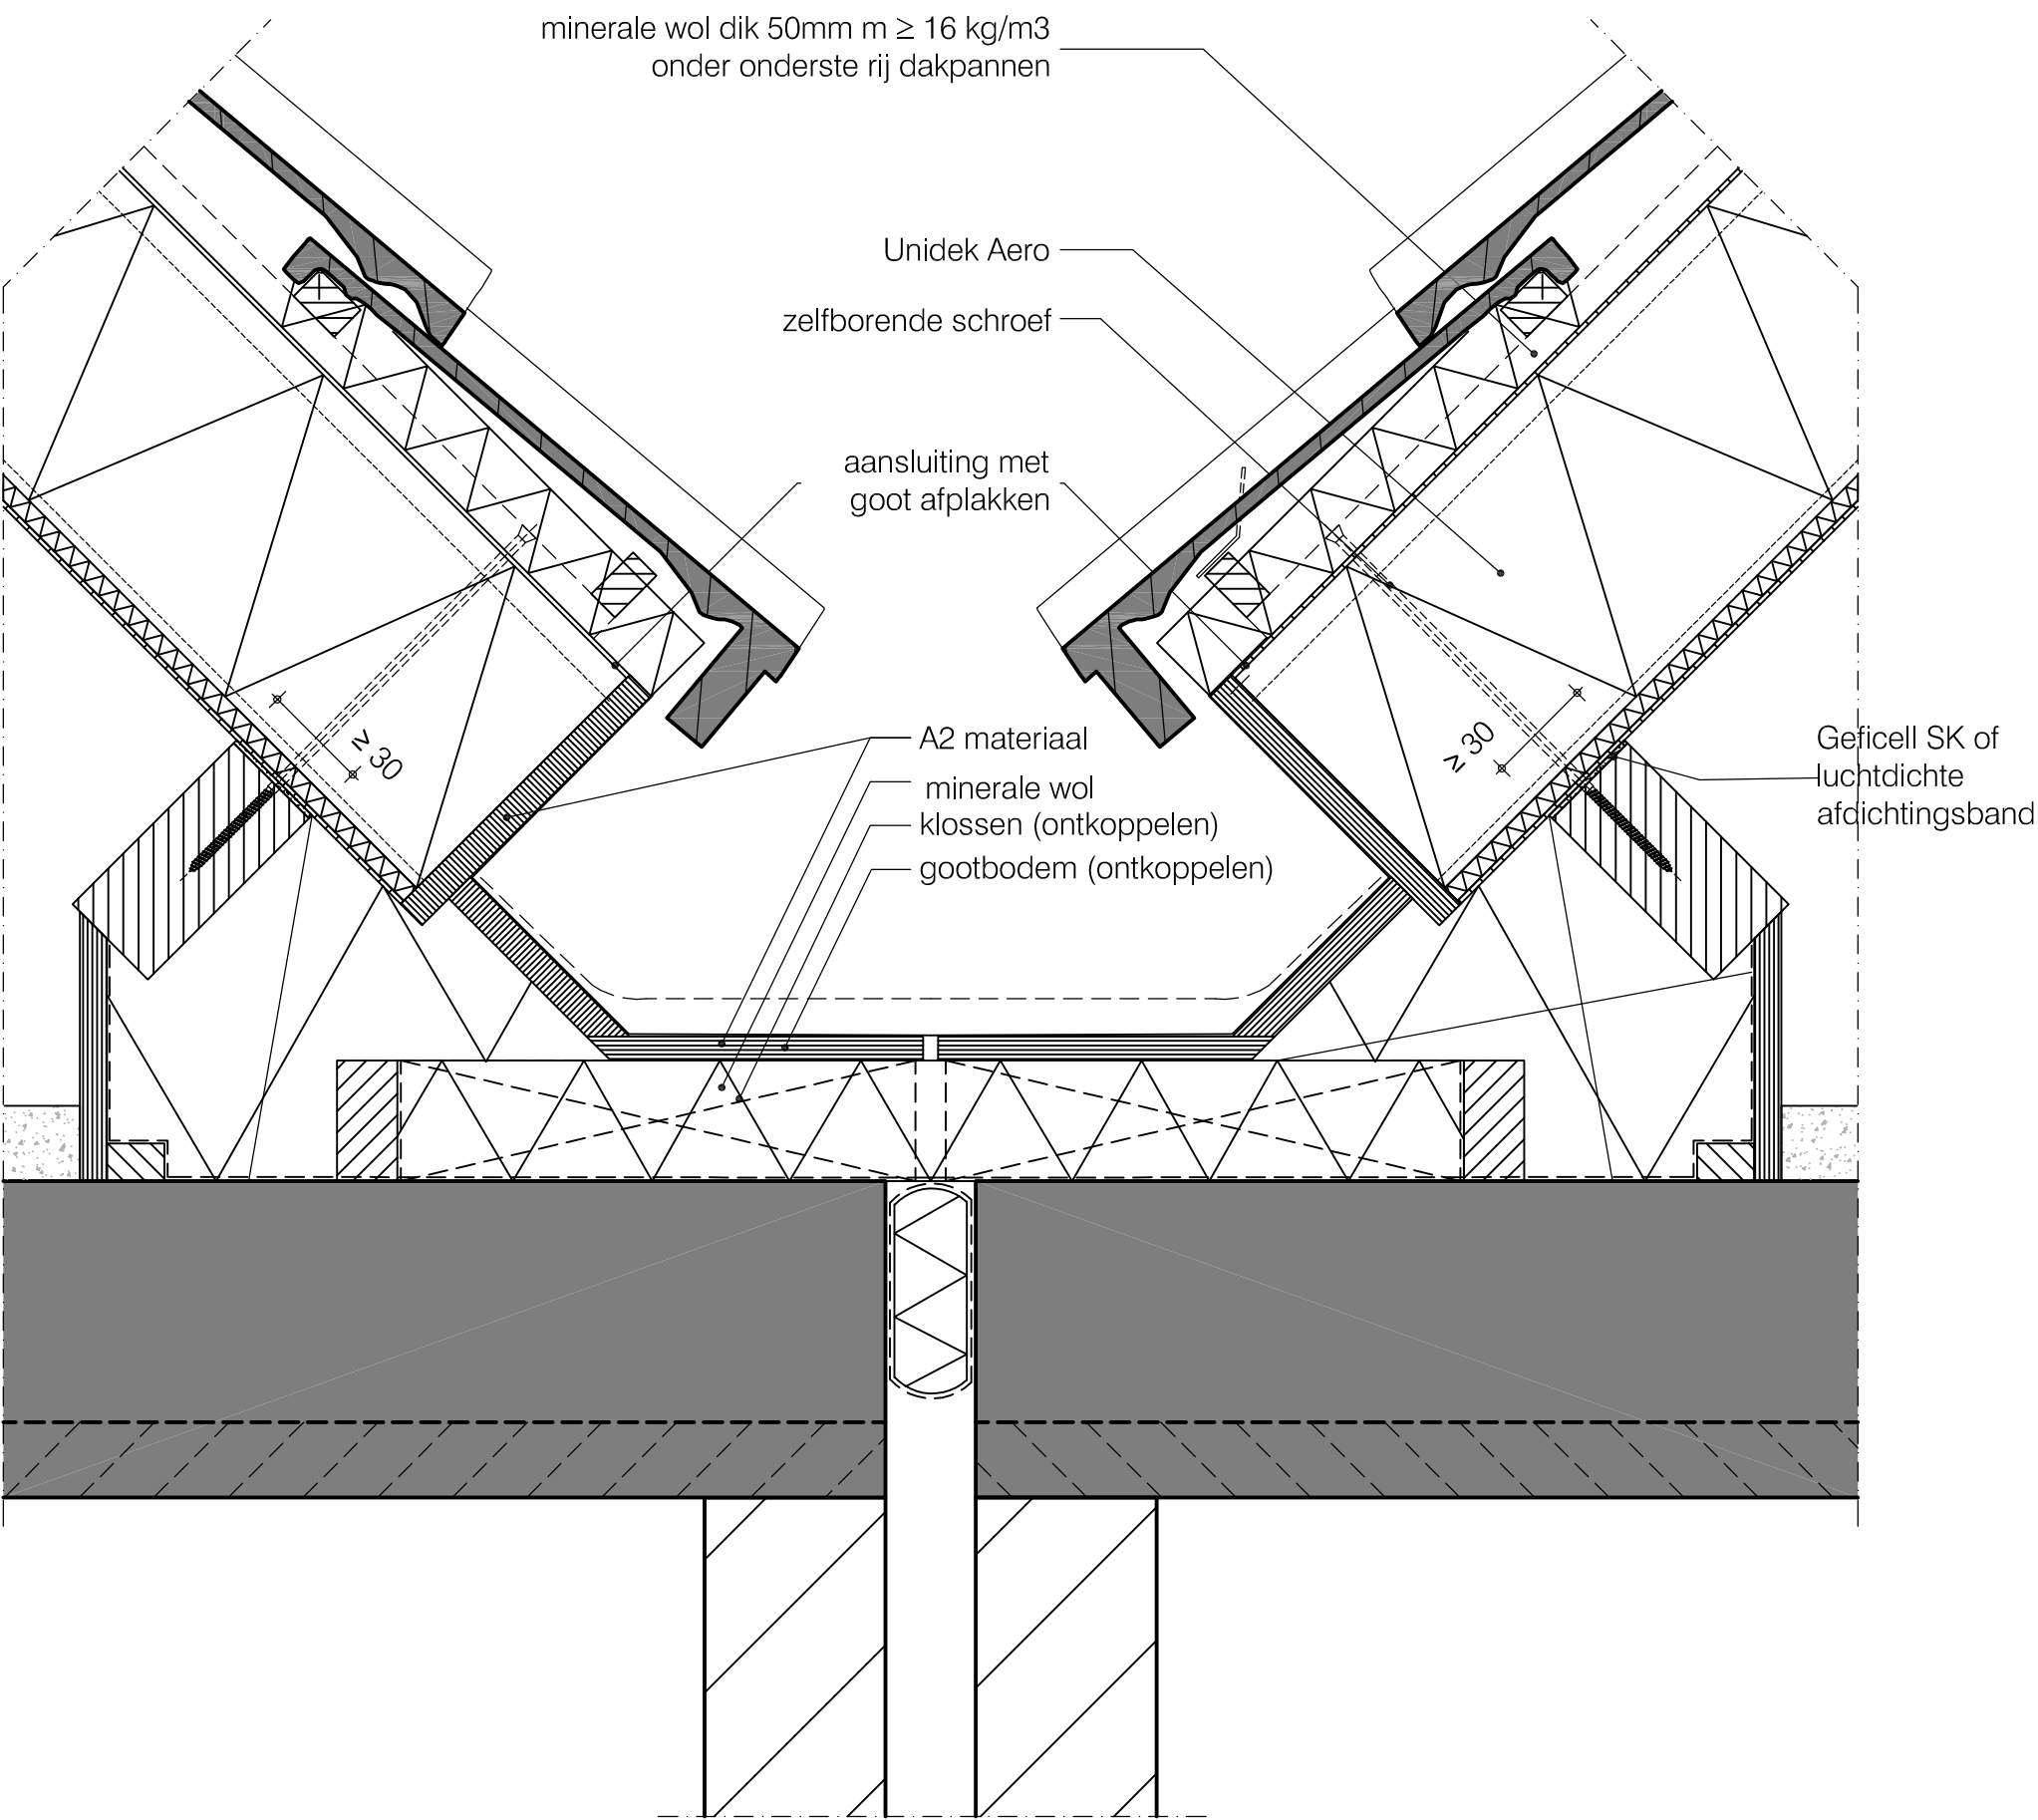 minerale wol dik 50mm m ≥ 16 kg/m3
onder onderste rij dakpannen
Unidek Aero
zelfborende schroef
aansluiting met
goot afplakken
≥ 30
≥ 30
A2 materiaal
minerale wol
klossen (ontkoppelen)
gootbodem (ontkoppelen)
Geficell SK of
luchtdichte
afdichtingsband